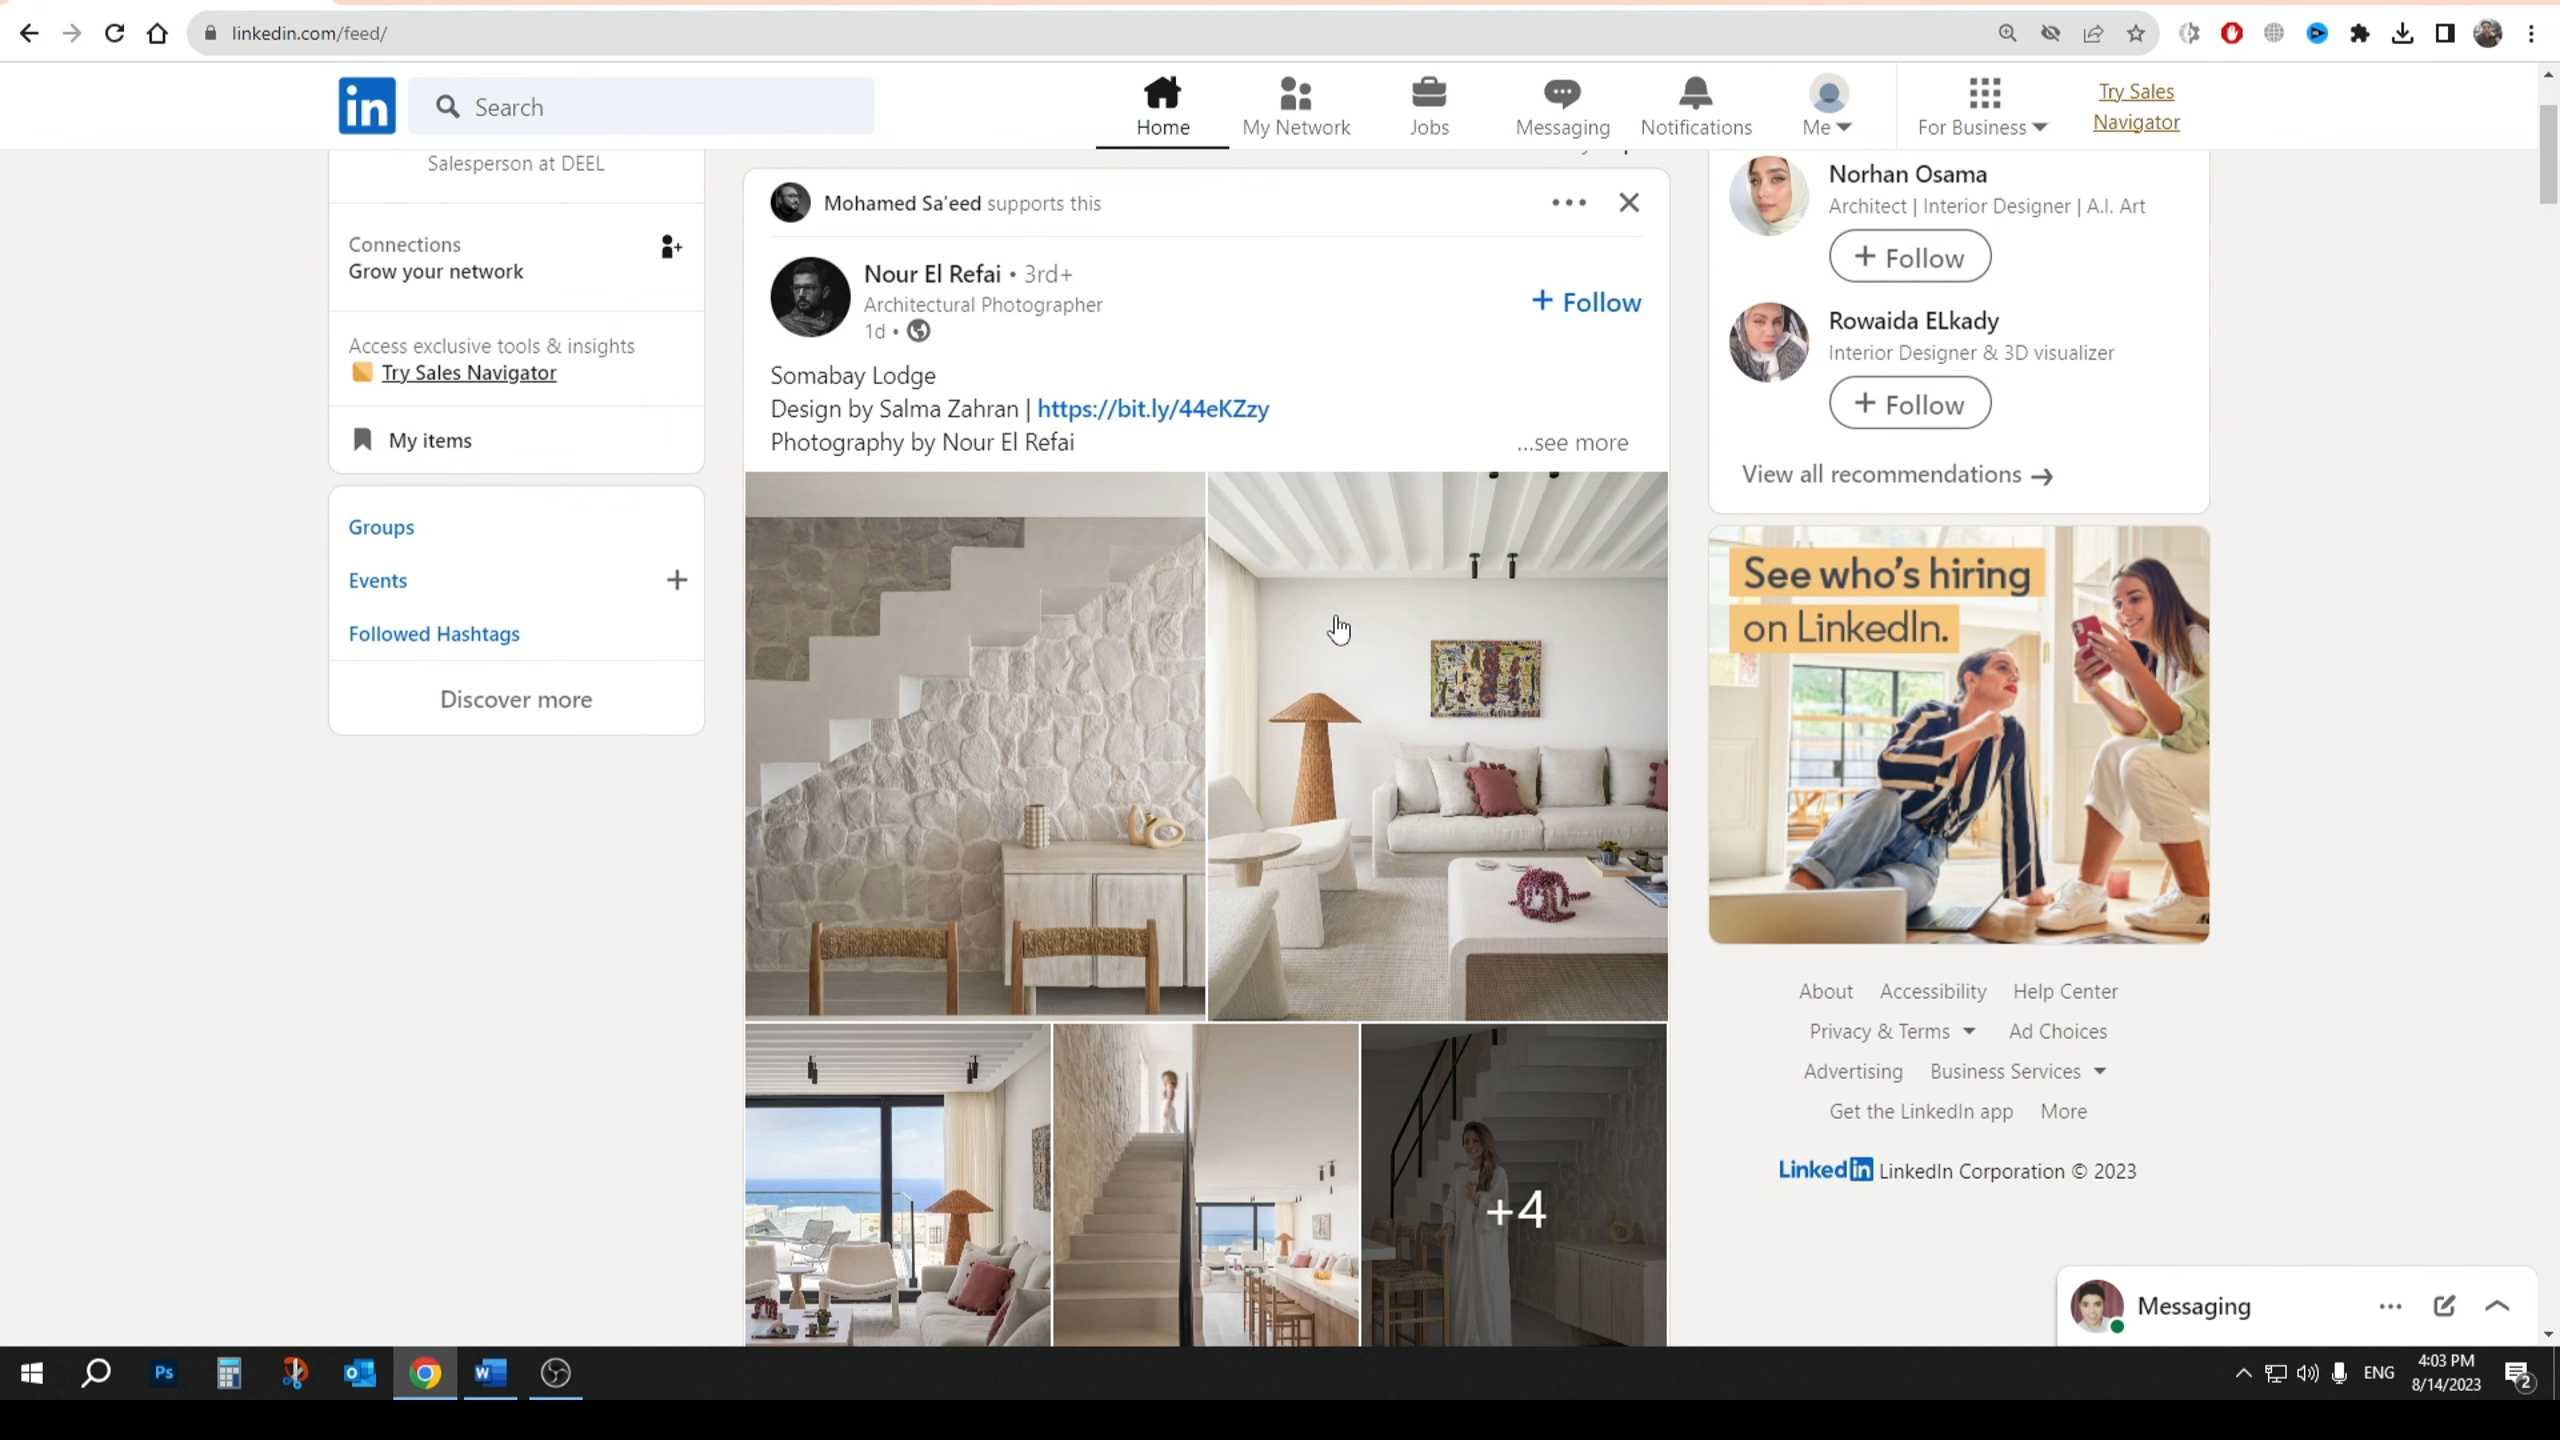 linkedin.com/feed/
in
Search
Home
My Network
Jobs
Messaging
Notifications
Me
For Business
Try Sales
Navigator
Salesperson at DEEL
Connections
Grow your network
Access exclusive tools & insights
Try Sales Navigator
My items
Groups
Events
Followed Hashtags
Discover more
Mohamed Sa'eed supports this
Nour El Refai • 3rd+
Architectural Photographer
1d •
+ Follow
Somabay Lodge
Design by Salma Zahran | https://bit.ly/44eKZzy
Photography by Nour El Refai
...see more
+4
Norhan Osama
Architect | Interior Designer | A.I. Art
+ Follow
Rowaida ELkady
Interior Designer & 3D visualizer
+ Follow
View all recommendations →
See who's hiring
on LinkedIn.
About Accessibility Help Center
Privacy & Terms Ad Choices
Advertising Business Services
Get the LinkedIn app More
LinkedIn LinkedIn Corporation © 2023
Messaging
Ps
W
ENG
4:03 PM
8/14/2023
2